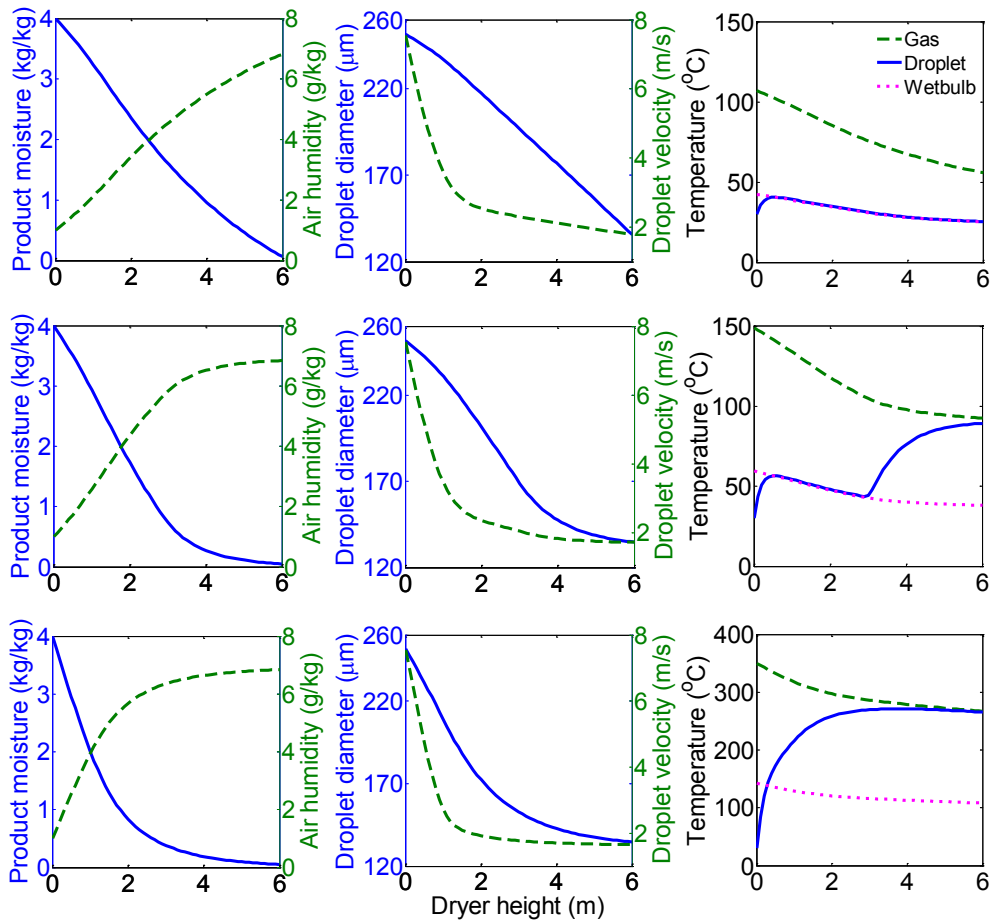 Product moisture (kg/kg)
4
3
2
1
0
0 2 4 6
8
6
4
2
0
Air humidity (g/kg)
Droplet diameter (μm)
260
220
170
120
0 2 4 6
8
6
4
2
Droplet velocity (m/s)
Temperature (°C)
150
100
50
0
0 2 4 6
Gas
Droplet
Wetbulb
Product moisture (kg/kg)
4
3
2
1
0
0 2 4 6
8
6
4
2
0
Air humidity (g/kg)
Droplet diameter (μm)
260
220
170
120
0 2 4 6
8
6
4
2
Droplet velocity (m/s)
Temperature (°C)
150
100
50
0
0 2 4 6
Product moisture (kg/kg)
4
3
2
1
0
0 2 4 6
8
6
4
2
0
Air humidity (g/kg)
Droplet diameter (μm)
260
220
170
120
0 2 4 6
8
6
4
2
Droplet velocity (m/s)
Temperature (°C)
400
300
200
100
0
0 2 4 6
Dryer height (m)